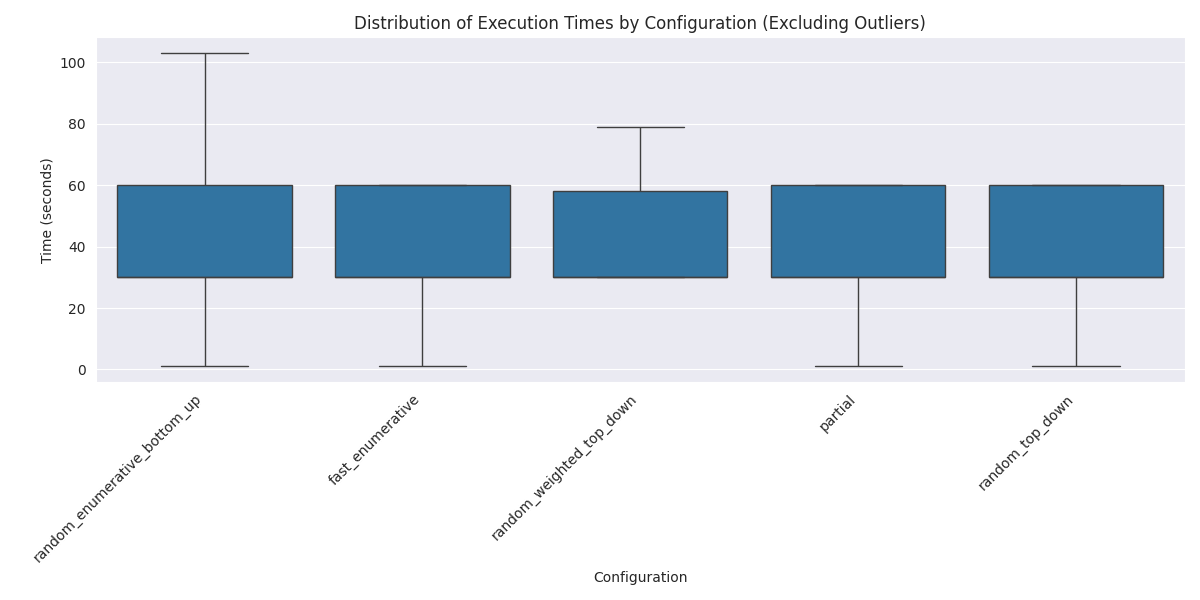 Distribution of Execution Times by Configuration (Excluding Outliers)
Time (seconds)
100
80
60
40
20
0
random_enumerative_bottom_up
fast_enumerative
random_weighted_top_down
partial
random_top_down
Configuration